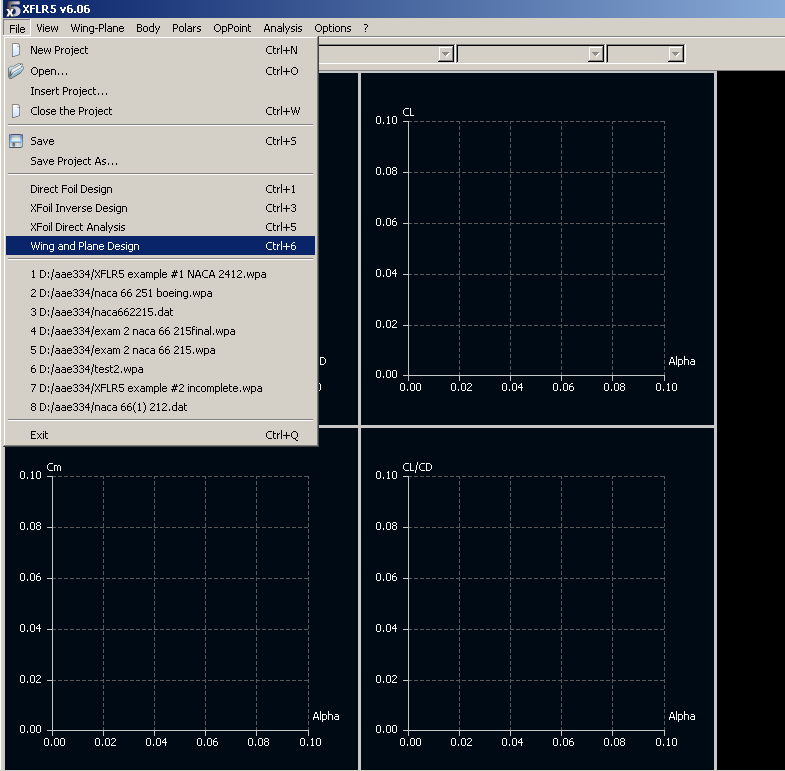 XFLR5 v6.06
File View Wing-Plane Body Polars OpPoint Analysis Options ?
New Project Ctrl+N
Open... Ctrl+O
Insert Project...
Close the Project Ctrl+W
Save Ctrl+S
Save Project As...
Direct Foil Design Ctrl+1
XFoil Inverse Design Ctrl+3
XFoil Direct Analysis Ctrl+5
Wing and Plane Design Ctrl+6
1 D:/aae334/XFLR5 example #1 NACA 2412.wpa
2 D:/aae334/naca 66 251 boeing.wpa
3 D:/aae334/naca662215.dat
4 D:/aae334/exam 2 naca 66 215final.wpa
5 D:/aae334/exam 2 naca 66 215.wpa
6 D:/aae334/test2.wpa
7 D:/aae334/XFLR5 example #2 incomplete.wpa
8 D:/aae334/naca 66(1) 212.dat
Exit Ctrl+Q
D
0
CL
0.10
0.08
0.06
0.04
0.02
0.00
Alpha
0.00 0.02 0.04 0.06 0.08 0.10
Cm
0.10
0.08
0.06
0.04
0.02
0.00
Alpha
0.00 0.02 0.04 0.06 0.08 0.10
CL/CD
0.10
0.08
0.06
0.04
0.02
0.00
Alpha
0.00 0.02 0.04 0.06 0.08 0.10